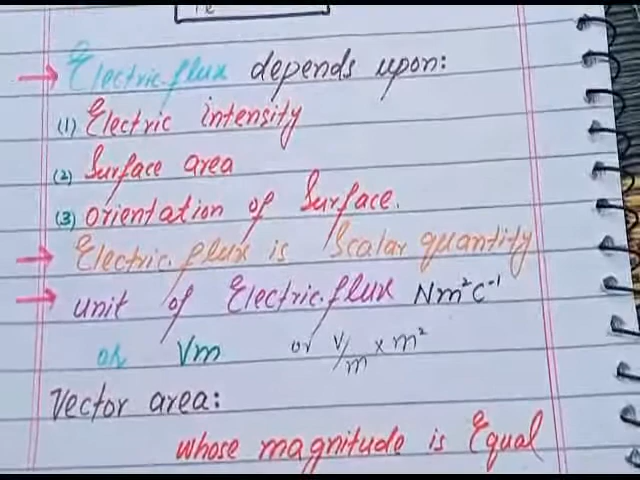 → Electric flux depends upon:
(1) Electric intensity
(2) Surface area
(3) orientation of Surface.
→ Electric flux is Scalar quantity
→ unit of Electric flux Nm²C⁻¹
or Vm or V/m × m²
Vector area:
whose magnitude is Equal